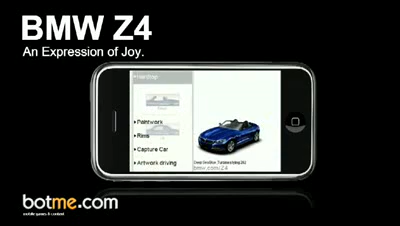 BMW Z4
An Expression of Joy.
Paintwork
Rims
Capture Car
Artwork driving
bmw.com/Z4
botme.com
mobile games & content